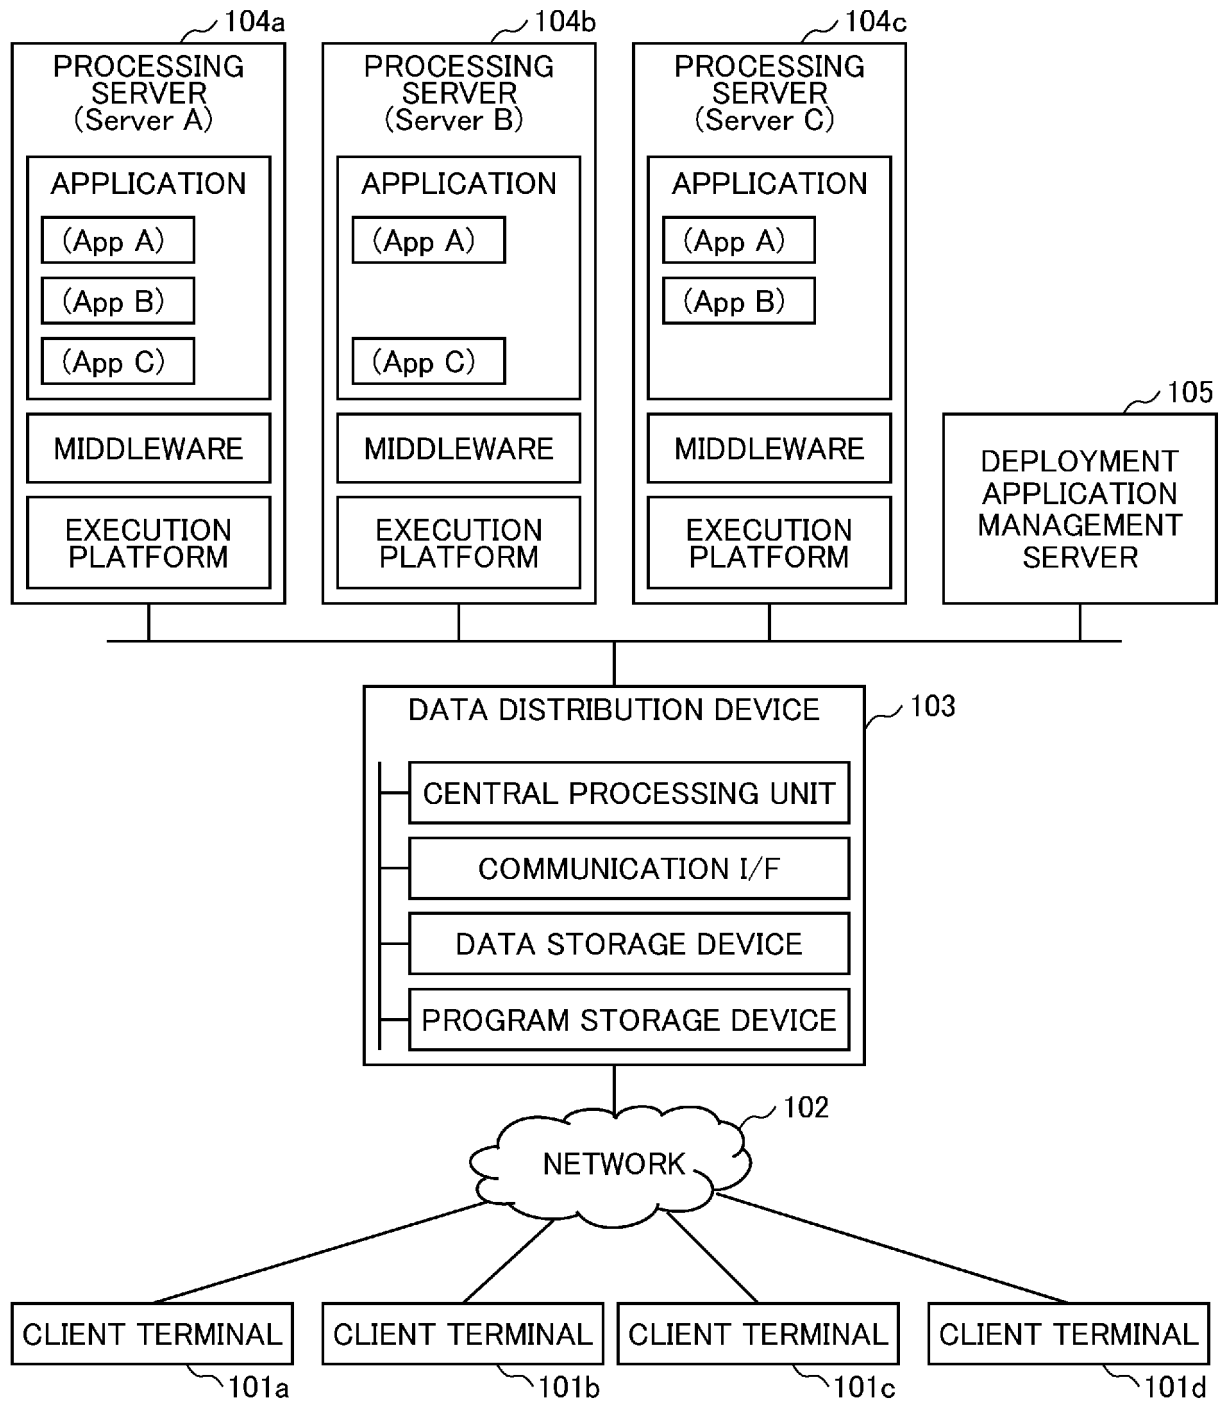 104a
PROCESSING
SERVER
(Server A)
APPLICATION
(App A)
(App B)
(App C)
MIDDLEWARE
EXECUTION
PLATFORM
104b
PROCESSING
SERVER
(Server B)
APPLICATION
(App A)
(App C)
MIDDLEWARE
EXECUTION
PLATFORM
104c
PROCESSING
SERVER
(Server C)
APPLICATION
(App A)
(App B)
MIDDLEWARE
EXECUTION
PLATFORM
105
DEPLOYMENT
APPLICATION
MANAGEMENT
SERVER
DATA DISTRIBUTION DEVICE
103
CENTRAL PROCESSING UNIT
COMMUNICATION I/F
DATA STORAGE DEVICE
PROGRAM STORAGE DEVICE
102
NETWORK
CLIENT TERMINAL
101a
CLIENT TERMINAL
101b
CLIENT TERMINAL
101c
CLIENT TERMINAL
101d